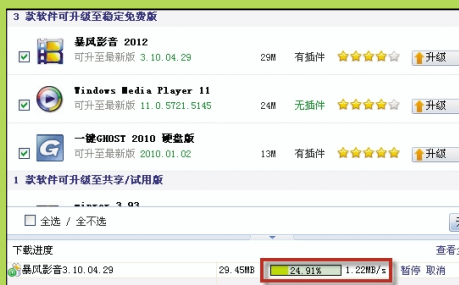 3 款软件可升级至稳定免费版
暴风影音 2012
可升至最新版 3.10.04.29 29M 有插件 升级
Windows Media Player 11
可升至最新版 11.0.5721.5145 24M 无插件 升级
一键GHOST 2010 硬盘版
可升至最新版 2010.01.02 13M 有插件 升级
1 款软件可升级至共享/试用版
全选 / 全不选
下载进度 查看
暴风影音3.10.04.29 29.45MB 24.91% 1.22MB/s 暂停 取消